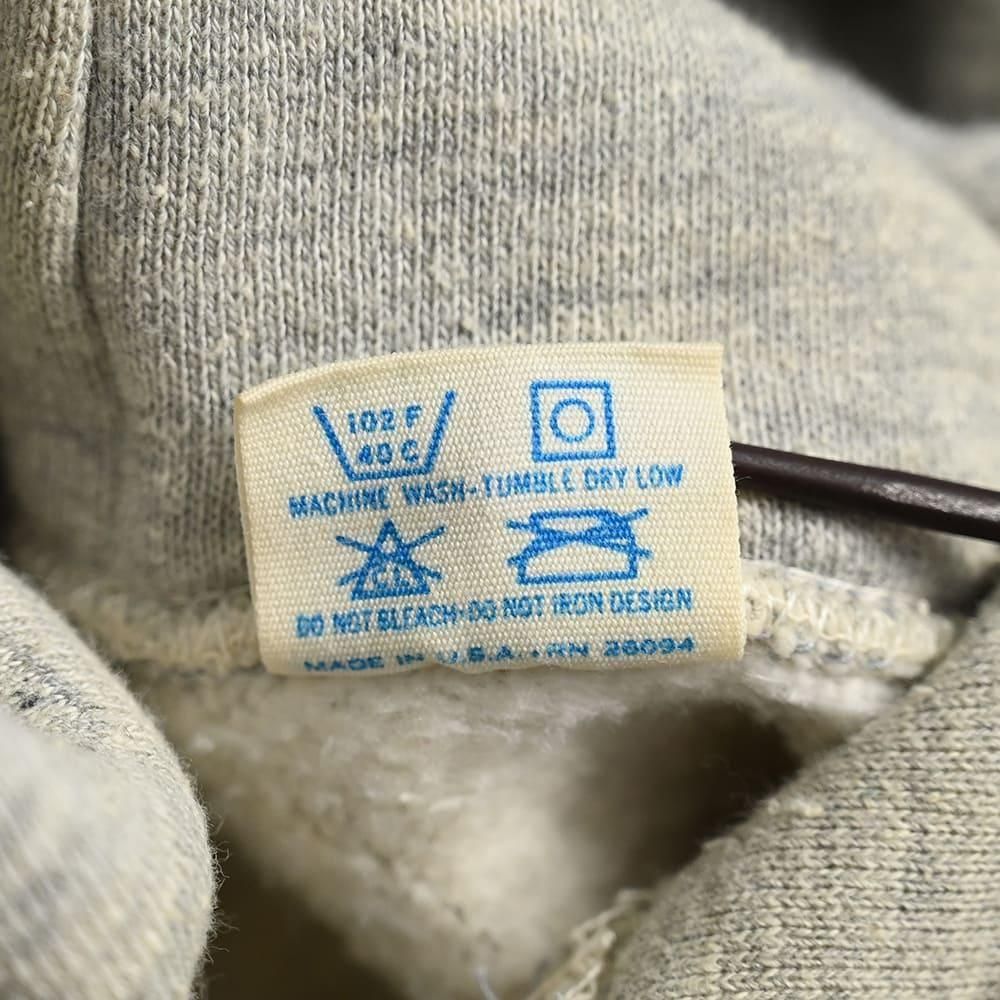 102 F
40 C
MACHINE WASH-TUMBLE DRY LOW
CL
DO NOT BLEACH-DO NOT IRON DESIGN
MADE IN U.S.A. • RN 26094